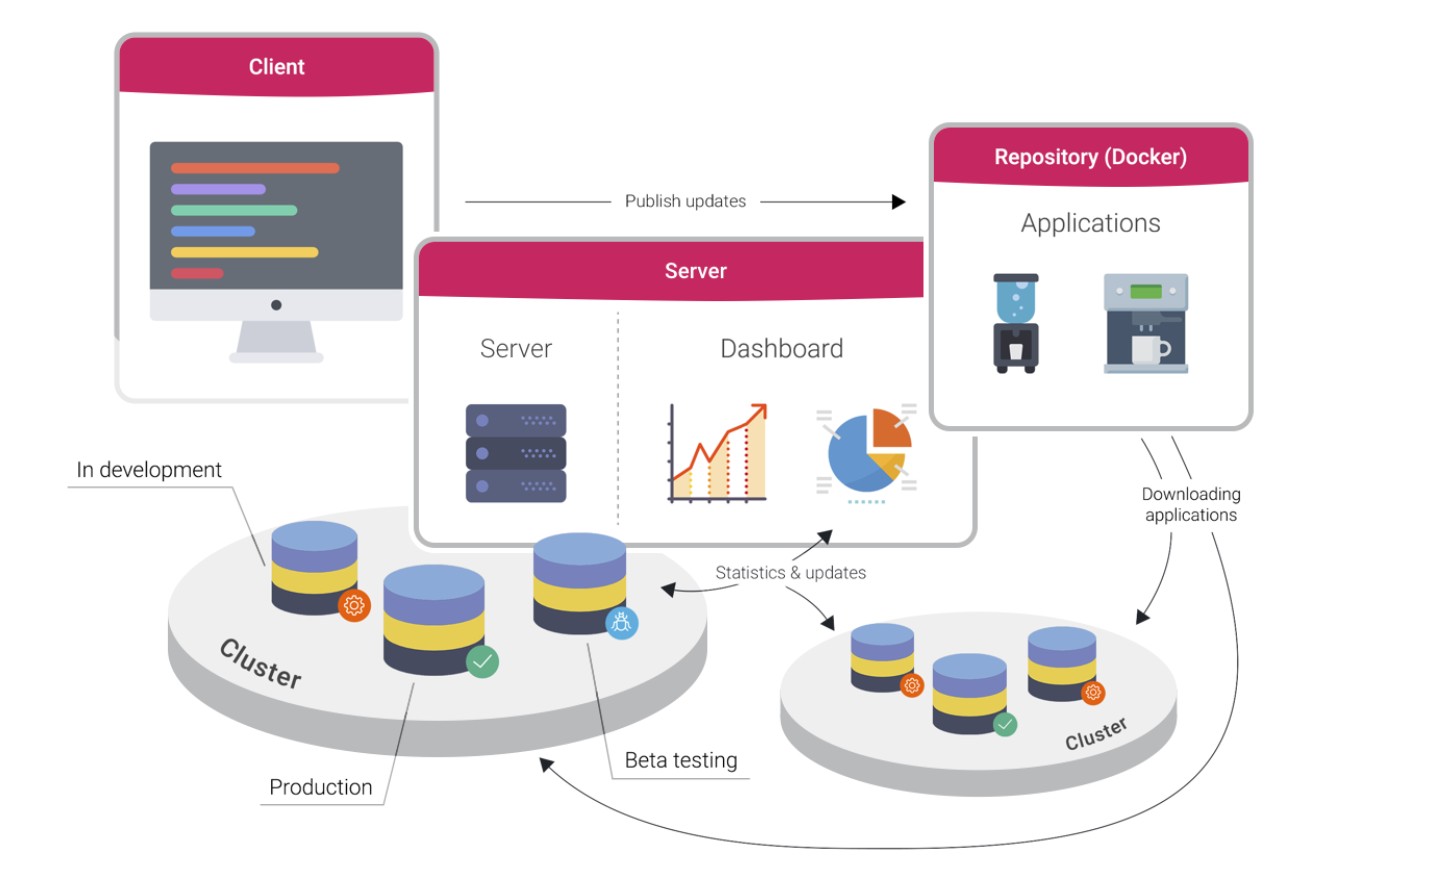 Client
Repository (Docker)
Publish updates
Applications
Server
Server
Dashboard
In development
Downloading
applications
Statistics & updates
Cluster
Cluster
Beta testing
Production